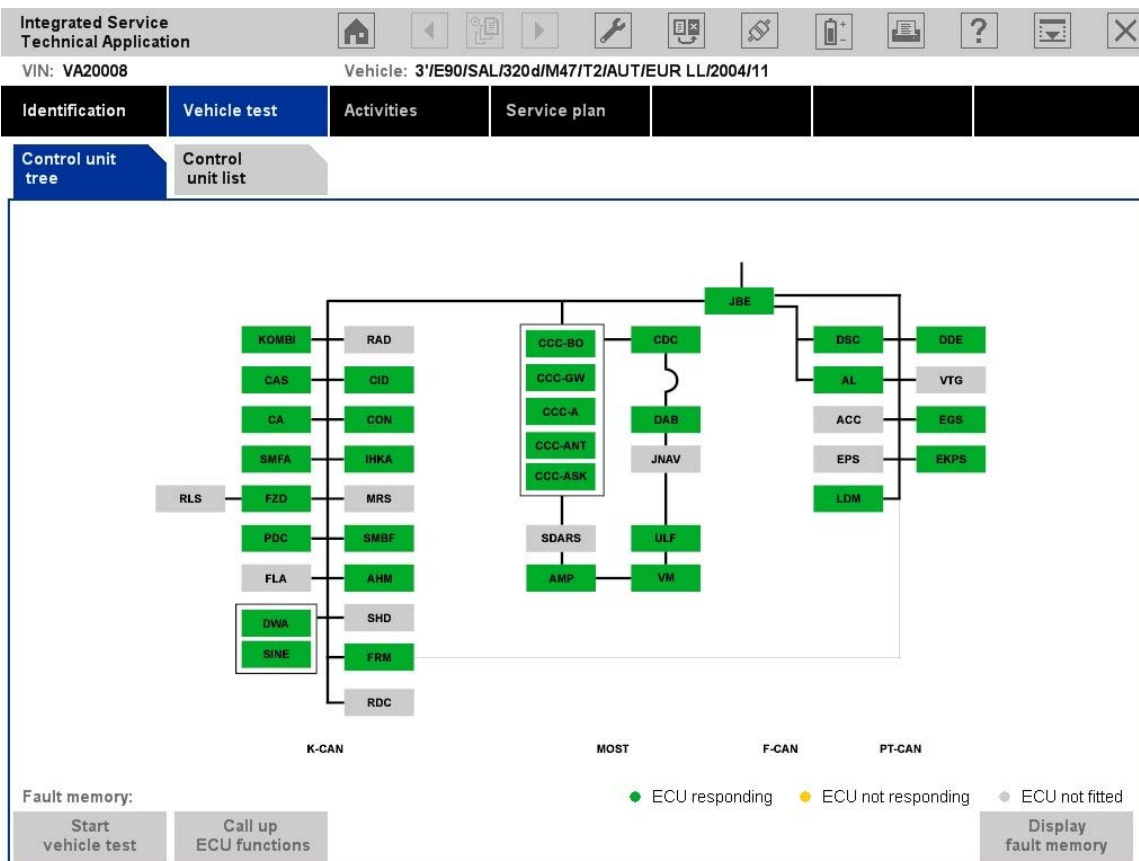 Integrated Service
Technical Application
VIN: VA20008 Vehicle: 3'/E90/SAL/320d/M47/T2/AUT/EUR LL/2004/11
Identification Vehicle test Activities Service plan
Control unit
tree
Control
unit list
JBE
KOMBI RAD CCC-BO CDC DSC DDE
CAS CID CCC-GW AL VTG
CA CON CCC-A DAB ACC EGS
SMFA IHKA CCC-ANT JNAV EPS EKPS
CCC-ASK
RLS FZD MRS LDM
PDC SMBF SDARS ULF
FLA AHM AMP VM
DWA SHD
SINE FRM
RDC
K-CAN MOST F-CAN PT-CAN
Fault memory: ECU responding ECU not responding ECU not fitted
Start
vehicle test
Call up
ECU functions
Display
fault memory